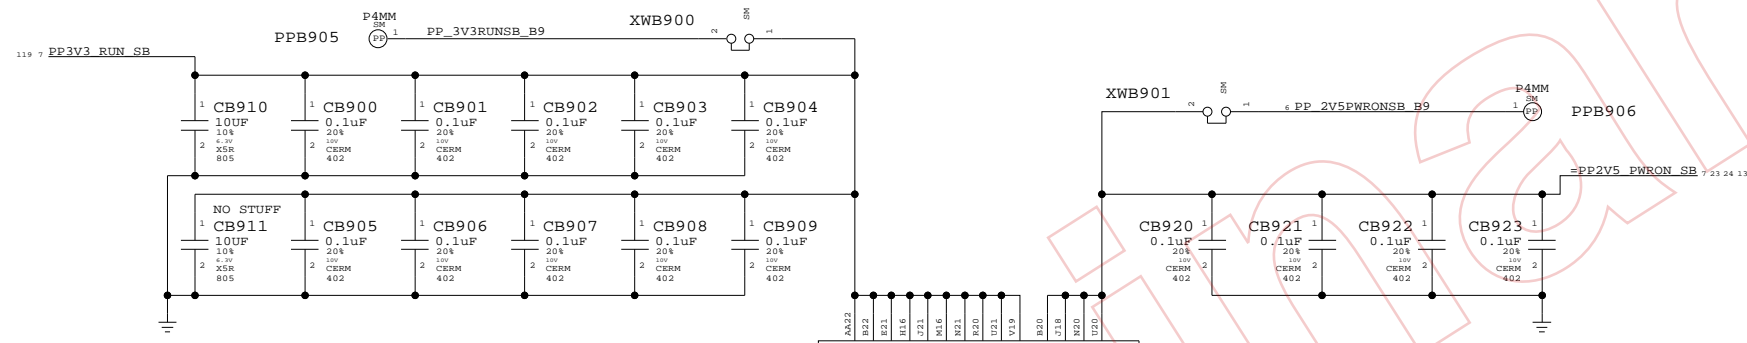 P4MM
SM
PPB905
PP
1
PP_3V3RUNSB_B9
XWB900
SM
2
1
119 7 PP3V3_RUN_SB
1 CB910
10UF
10%
6.3V
2 X5R
805
1 CB900
0.1uF
20%
10V
2 CERM
402
1 CB901
0.1uF
20%
10V
2 CERM
402
1 CB902
0.1uF
20%
10V
2 CERM
402
1 CB903
0.1uF
20%
10V
2 CERM
402
1 CB904
0.1uF
20%
10V
2 CERM
402
NO STUFF
1 CB911
10UF
10%
6.3V
2 X5R
805
1 CB905
0.1uF
20%
10V
2 CERM
402
1 CB906
0.1uF
20%
10V
2 CERM
402
1 CB907
0.1uF
20%
10V
2 CERM
402
1 CB908
0.1uF
20%
10V
2 CERM
402
1 CB909
0.1uF
20%
10V
2 CERM
402
XWB901
SM
2
1
6 PP_2V5PWRONSB_B9
P4MM
SM
1
PP
PPB906
=PP2V5_PWRON_SB 7 23 24 13
CB920 1
0.1uF
20%
10V
CERM 2
402
CB921 1
0.1uF
20%
10V
CERM 2
402
CB922 1
0.1uF
20%
10V
CERM 2
402
CB923 1
0.1uF
20%
10V
CERM 2
402
AA22
B22
E21
H16
J21
M16
N21
R20
U21
V19
B20
J18
N20
U20